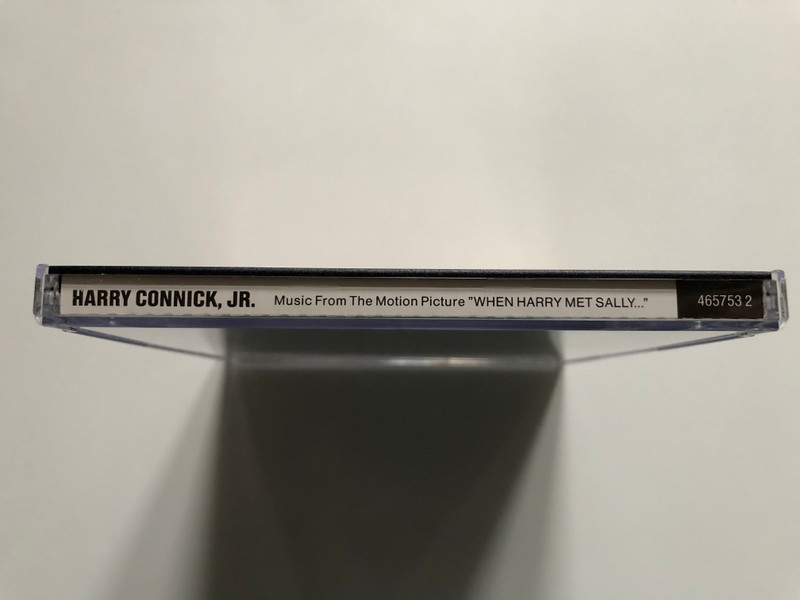 HARRY CONNICK, JR. Music From The Motion Picture "WHEN HARRY MET SALLY..." 465753 2